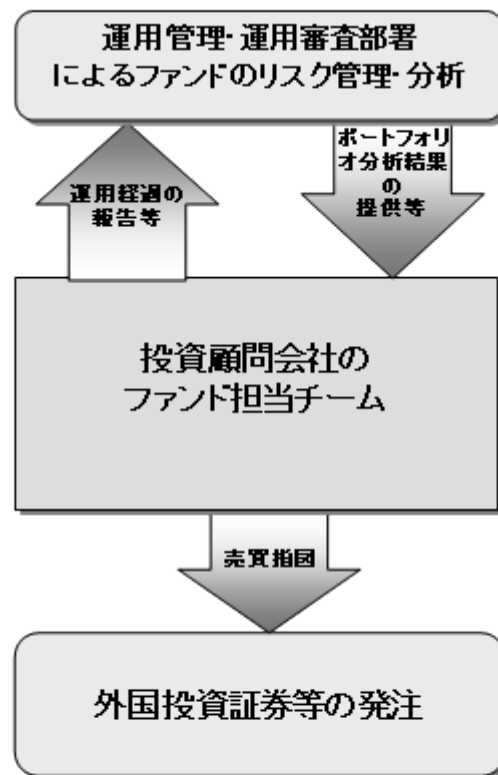 運用管理・運用審査部署
によるファンドのリスク管理・分析
運用経過の
報告等
ポートフォリ
オ分析結果
の
提供等
投資顧問会社の
ファンド担当チーム
売買指図
外国投資証券等の発注